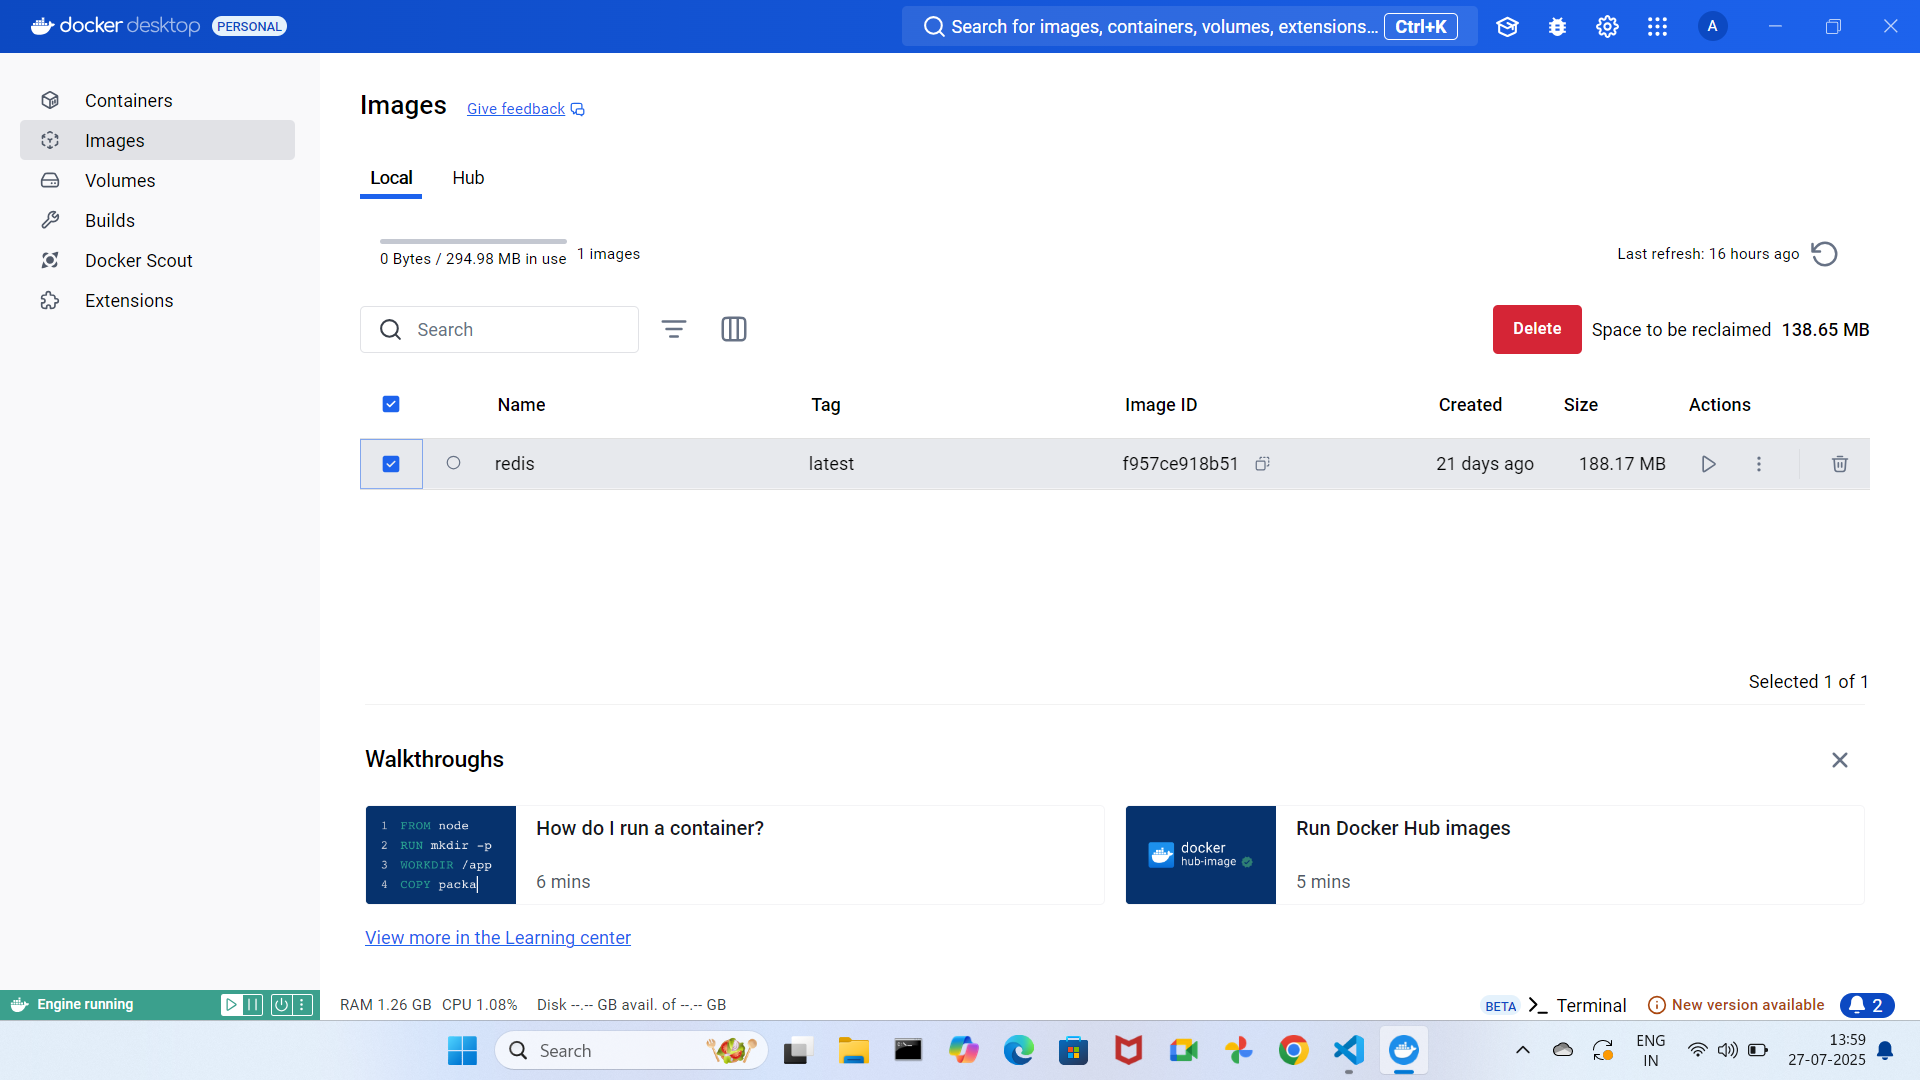 docker desktop PERSONAL
Search for images, containers, volumes, extensions... Ctrl+K
A
Containers
Images
Volumes
Builds
Docker Scout
Extensions
Images Give feedback
Local Hub
0 Bytes / 294.98 MB in use 1 images
Last refresh: 16 hours ago
Search
Delete Space to be reclaimed 138.65 MB
Name Tag Image ID Created Size Actions
redis latest f957ce918b51 21 days ago 188.17 MB
Selected 1 of 1
Walkthroughs
1 FROM node
2 RUN mkdir -p
3 WORKDIR /app
4 COPY packa
How do I run a container?
6 mins
docker
hub-image
Run Docker Hub images
5 mins
View more in the Learning center
Engine running
RAM 1.26 GB CPU 1.08% Disk --.-- GB avail. of --.-- GB
BETA >_ Terminal New version available 2
Search
ENG
IN
13:59
27-07-2025